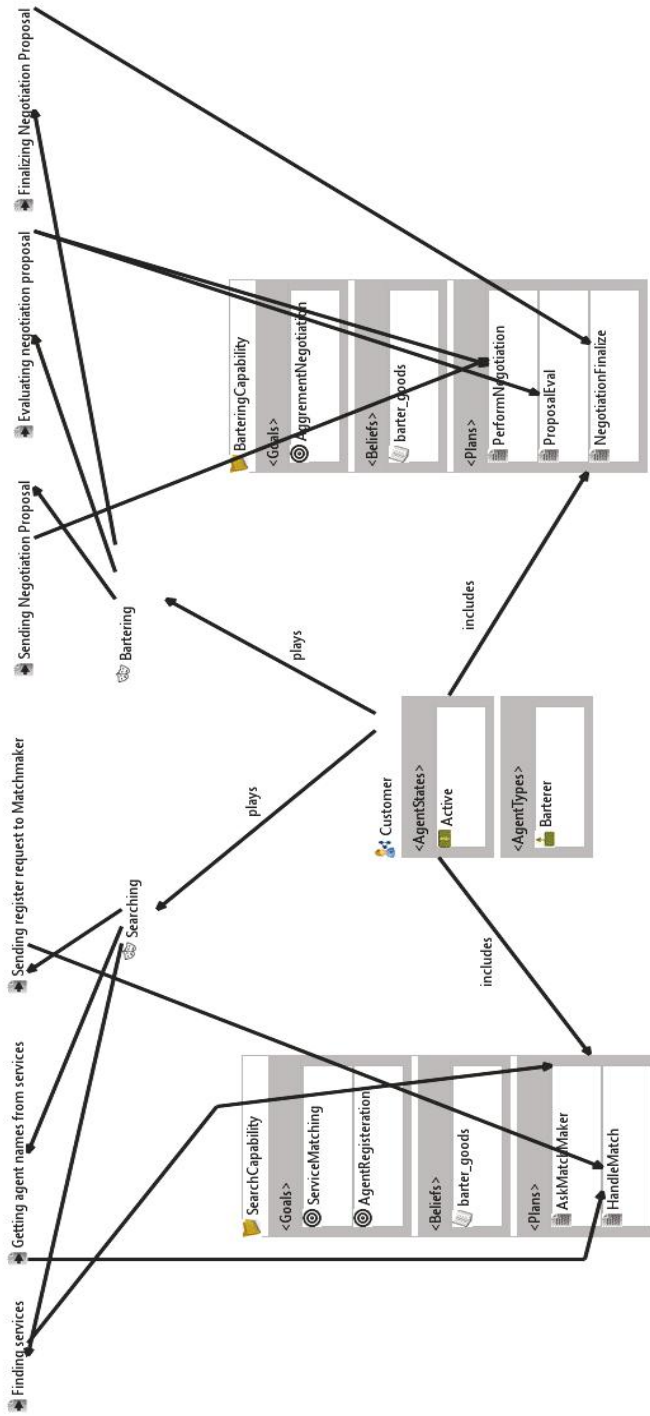 Finding services
Getting agent names from services
Sending register request to Matchmaker
Sending Negotiation Proposal
Evaluating negotiation proposal
Finalizing Negotiation Proposal
Searching
Bartering
plays
plays
SearchCapability
<Goals>
ServiceMatching
AgentRegisteration
<Beliefs>
barter_goods
<Plans>
AskMatchMaker
HandleMatch
includes
Customer
<AgentStates>
Active
<AgentTypes>
Barterer
includes
BarteringCapability
<Goals>
AggrementNegotiation
<Beliefs>
barter_goods
<Plans>
PerformNegotiation
ProposalEval
NegotiationFinalize